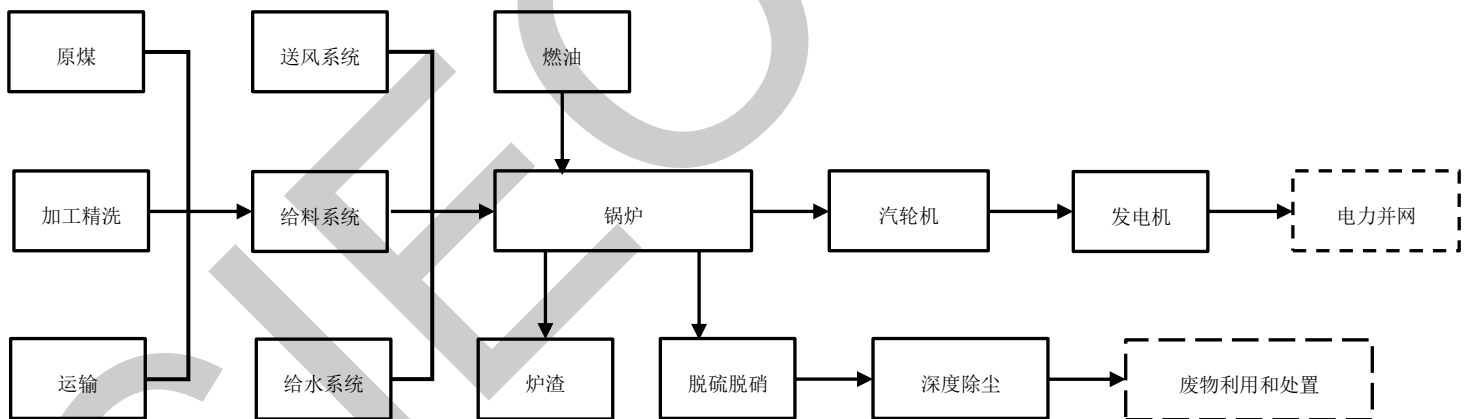 原煤
送风系统
燃油
加工精洗
给料系统
锅炉
汽轮机
发电机
电力并网
运输
给水系统
炉渣
脱硫脱硝
深度除尘
废物利用和处置